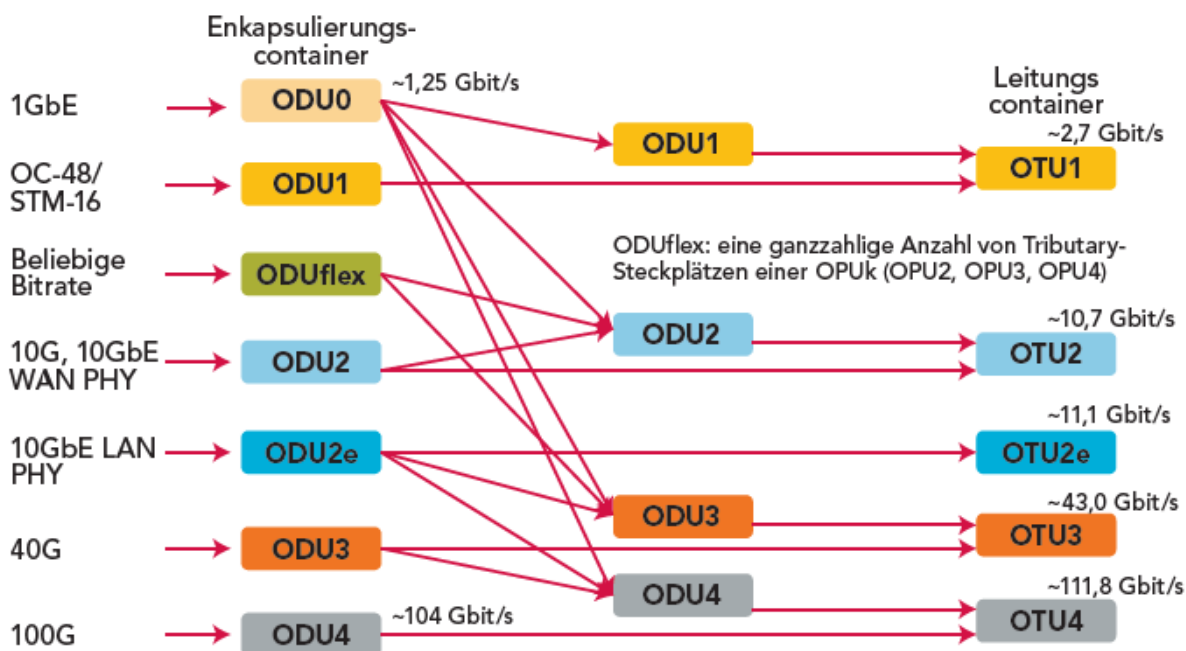 Enkapsulierungs-
container
Leitungs
container
1GbE
ODU0
~1,25 Gbit/s
ODU1
~2,7 Gbit/s
OTU1
OC-48/
STM-16
ODU1
Beliebige
Bitrate
ODUflex
ODUflex: eine ganzzahlige Anzahl von Tributary-
Steckplätzen einer OPUk (OPU2, OPU3, OPU4)
10G, 10GbE
WAN PHY
ODU2
ODU2
~10,7 Gbit/s
OTU2
10GbE LAN
PHY
ODU2e
~11,1 Gbit/s
OTU2e
40G
ODU3
ODU3
~43,0 Gbit/s
OTU3
100G
ODU4
~104 Gbit/s
ODU4
~111,8 Gbit/s
OTU4